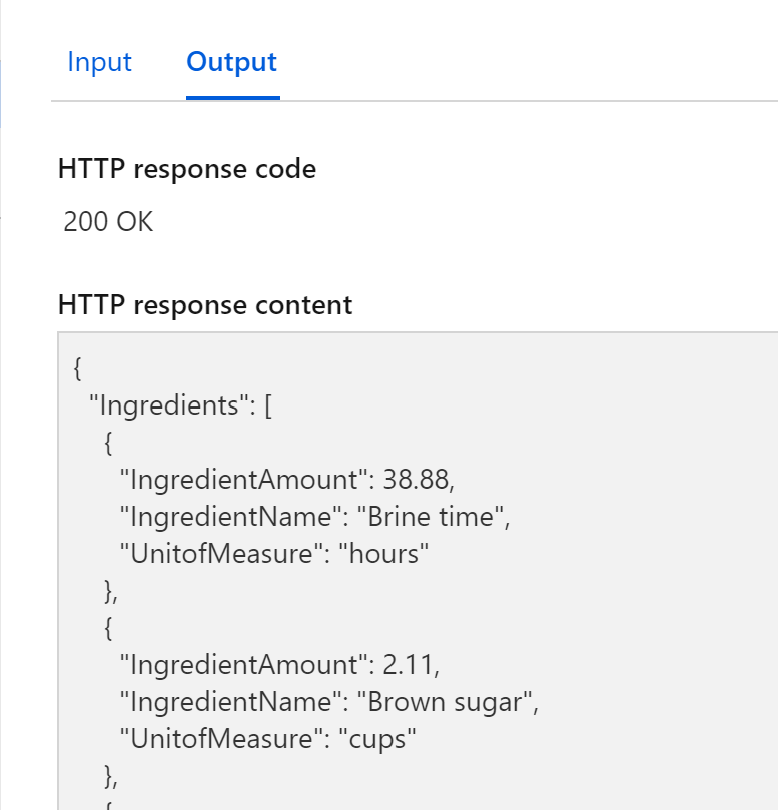 Input Output
HTTP response code
200 OK
HTTP response content
{
"Ingredients": [
{
"IngredientAmount": 38.88,
"IngredientName": "Brine time",
"UnitofMeasure": "hours"
},
{
"IngredientAmount": 2.11,
"IngredientName": "Brown sugar",
"UnitofMeasure": "cups"
},
{